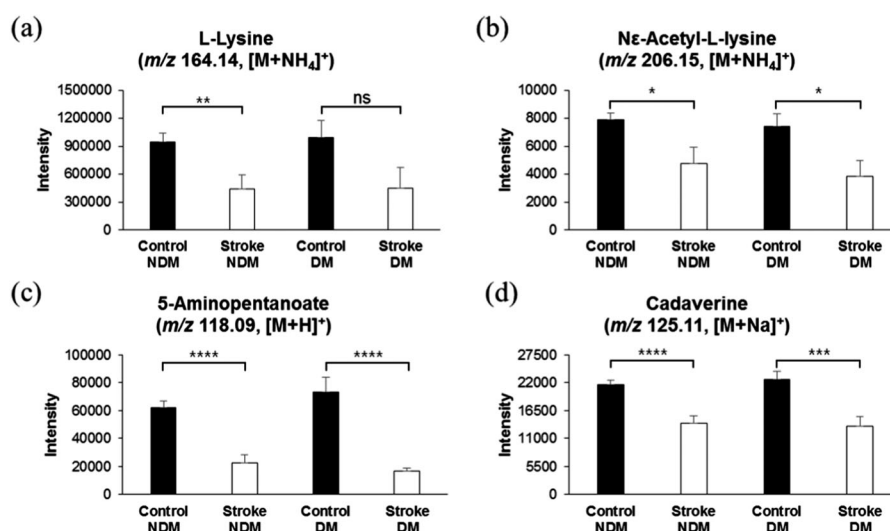 (a)
L-Lysine
(m/z 164.14, [M+NH₄]⁺)
1500000
1200000
900000
600000
300000
0
Intensity
**
ns
Control NDM
Stroke NDM
Control DM
Stroke DM
(b)
Nε-Acetyl-L-lysine
(m/z 206.15, [M+NH₄]⁺)
10000
8000
6000
4000
2000
0
Intensity
*
*
Control NDM
Stroke NDM
Control DM
Stroke DM
(c)
5-Aminopentanoate
(m/z 118.09, [M+H]⁺)
100000
80000
60000
40000
20000
0
Intensity
****
****
Control NDM
Stroke NDM
Control DM
Stroke DM
(d)
Cadaverine
(m/z 125.11, [M+Na]⁺)
27500
22000
16500
11000
5500
0
Intensity
****
***
Control NDM
Stroke NDM
Control DM
Stroke DM